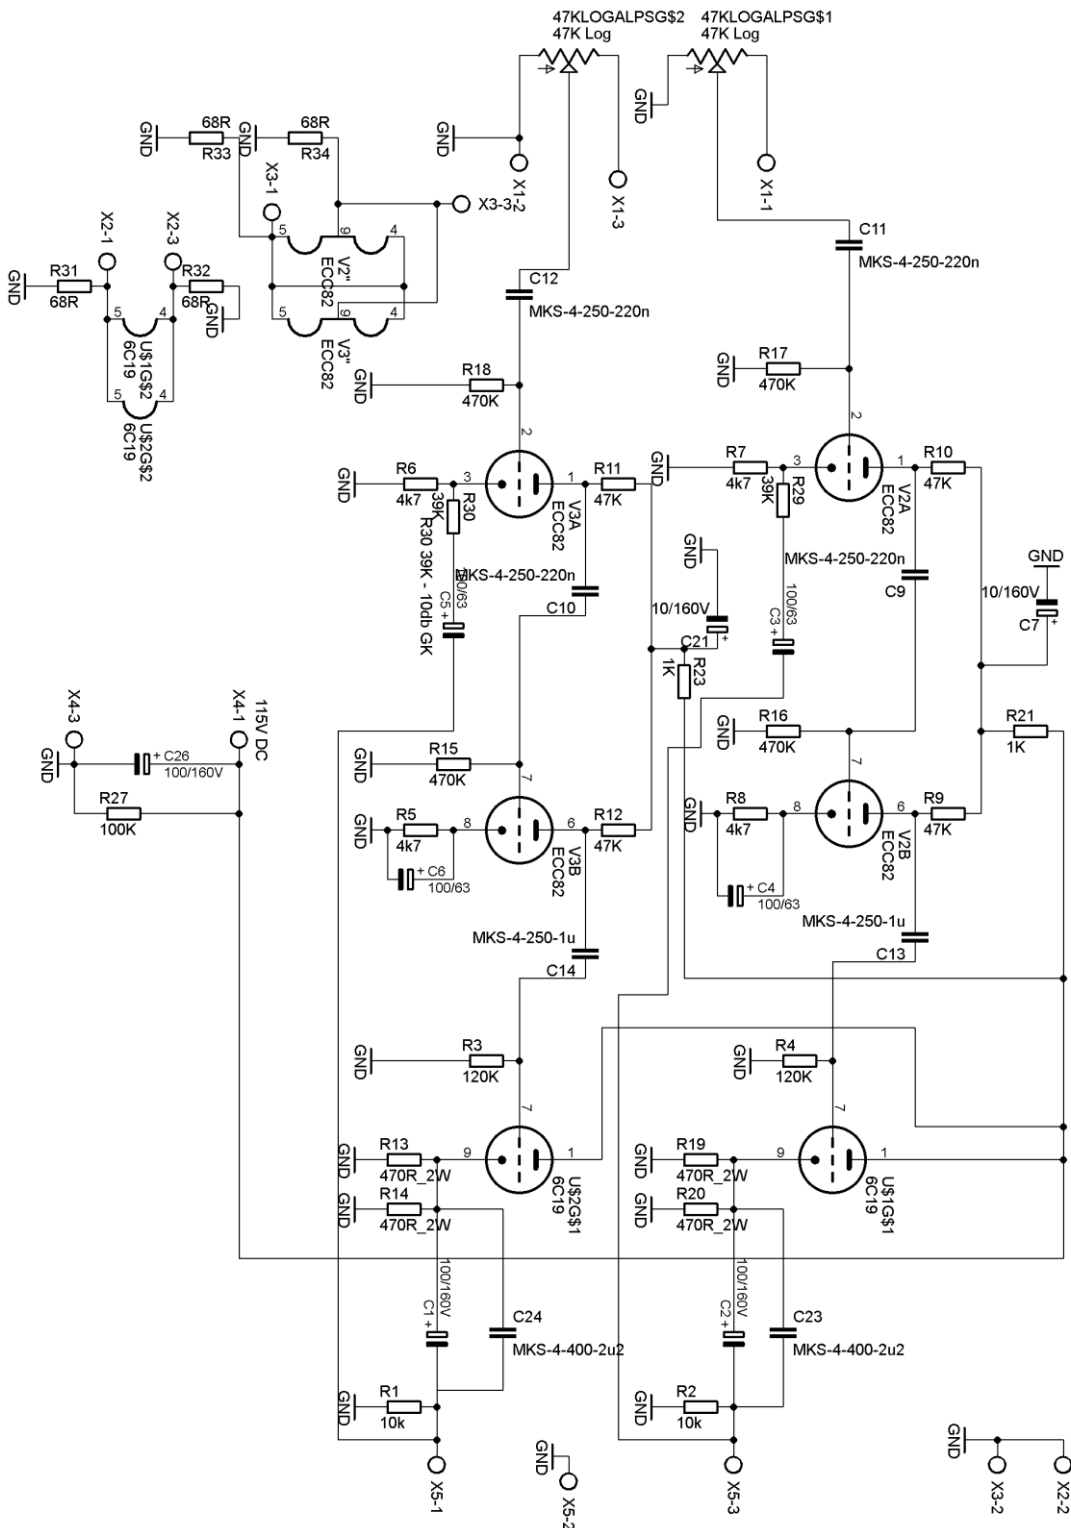 47KLOGALPSG$2
47K Log
47KLOGALPSG$1
47K Log
GND
GND
X1-2
X1-3
X1-1
GND
68R
R33
GND
68R
R34
X3-1
X3-3
5
9
4
V2"
ECC82
5
9
4
V3"
ECC82
X2-1
X2-3
GND
R31
68R
R32
68R
GND
5
4
U$1G$2
6C19
5
4
U$2G$2
6C19
C12
MKS-4-250-220n
C11
MKS-4-250-220n
GND
R18
470K
GND
R17
470K
2
2
GND
R6
4k7
3
1
V3A
ECC82
R11
47K
R30
39K
R30 39K - 10db GK
100/63
C5 +
MKS-4-250-220n
C10
GND
R7
4k7
3
1
V2A
ECC82
R10
47K
R29
39K
100/63
C3 +
MKS-4-250-220n
C9
GND
10/160V
C21
+
R23
1K
GND
10/160V
C7
+
R21
1K
GND
X4-3
X4-1
115V DC
+ C26
100/160V
R27
100K
GND
R15
470K
7
GND
R5
4k7
8
6
V3B
ECC82
R12
47K
+ C6
100/63
GND
R16
470K
7
GND
R8
4k7
8
6
V2B
ECC82
R9
47K
+ C4
100/63
MKS-4-250-1u
C14
MKS-4-250-1u
C13
GND
R3
120K
7
GND
R4
120K
7
GND
R13
470R_2W
9
1
U$2G$1
6C19
GND
R14
470R_2W
GND
R19
470R_2W
9
1
U$1G$1
6C19
GND
R20
470R_2W
100/160V
C1 +
C24
MKS-4-400-2u2
100/160V
C2 +
C23
MKS-4-400-2u2
GND
R1
10k
GND
R2
10k
X5-1
GND
X5-2
X5-3
GND
X3-2
X2-2